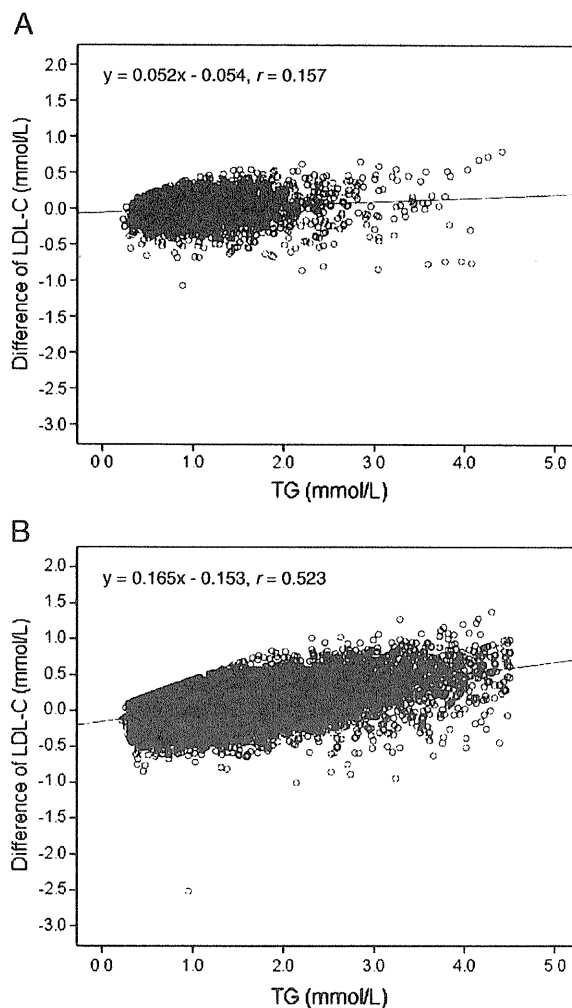 A
y = 0.052x - 0.054, r = 0.157
Difference of LDL-C (mmol/L)
2.0
1.5
1.0
0.5
0.0
-0.5
-1.0
-1.5
-2.0
-2.5
-3.0
0 0 1.0 2.0 3.0 4.0 5.0
TG (mmol/L)
B
y = 0.165x - 0.153, r = 0.523
Difference of LDL-C (mmol/L)
2.0
1.5
1.0
0.5
0.0
-0.5
-1.0
-1.5
-2.0
-2.5
-3.0
0 0 1.0 2.0 3.0 4.0 5.0
TG (mmol/L)